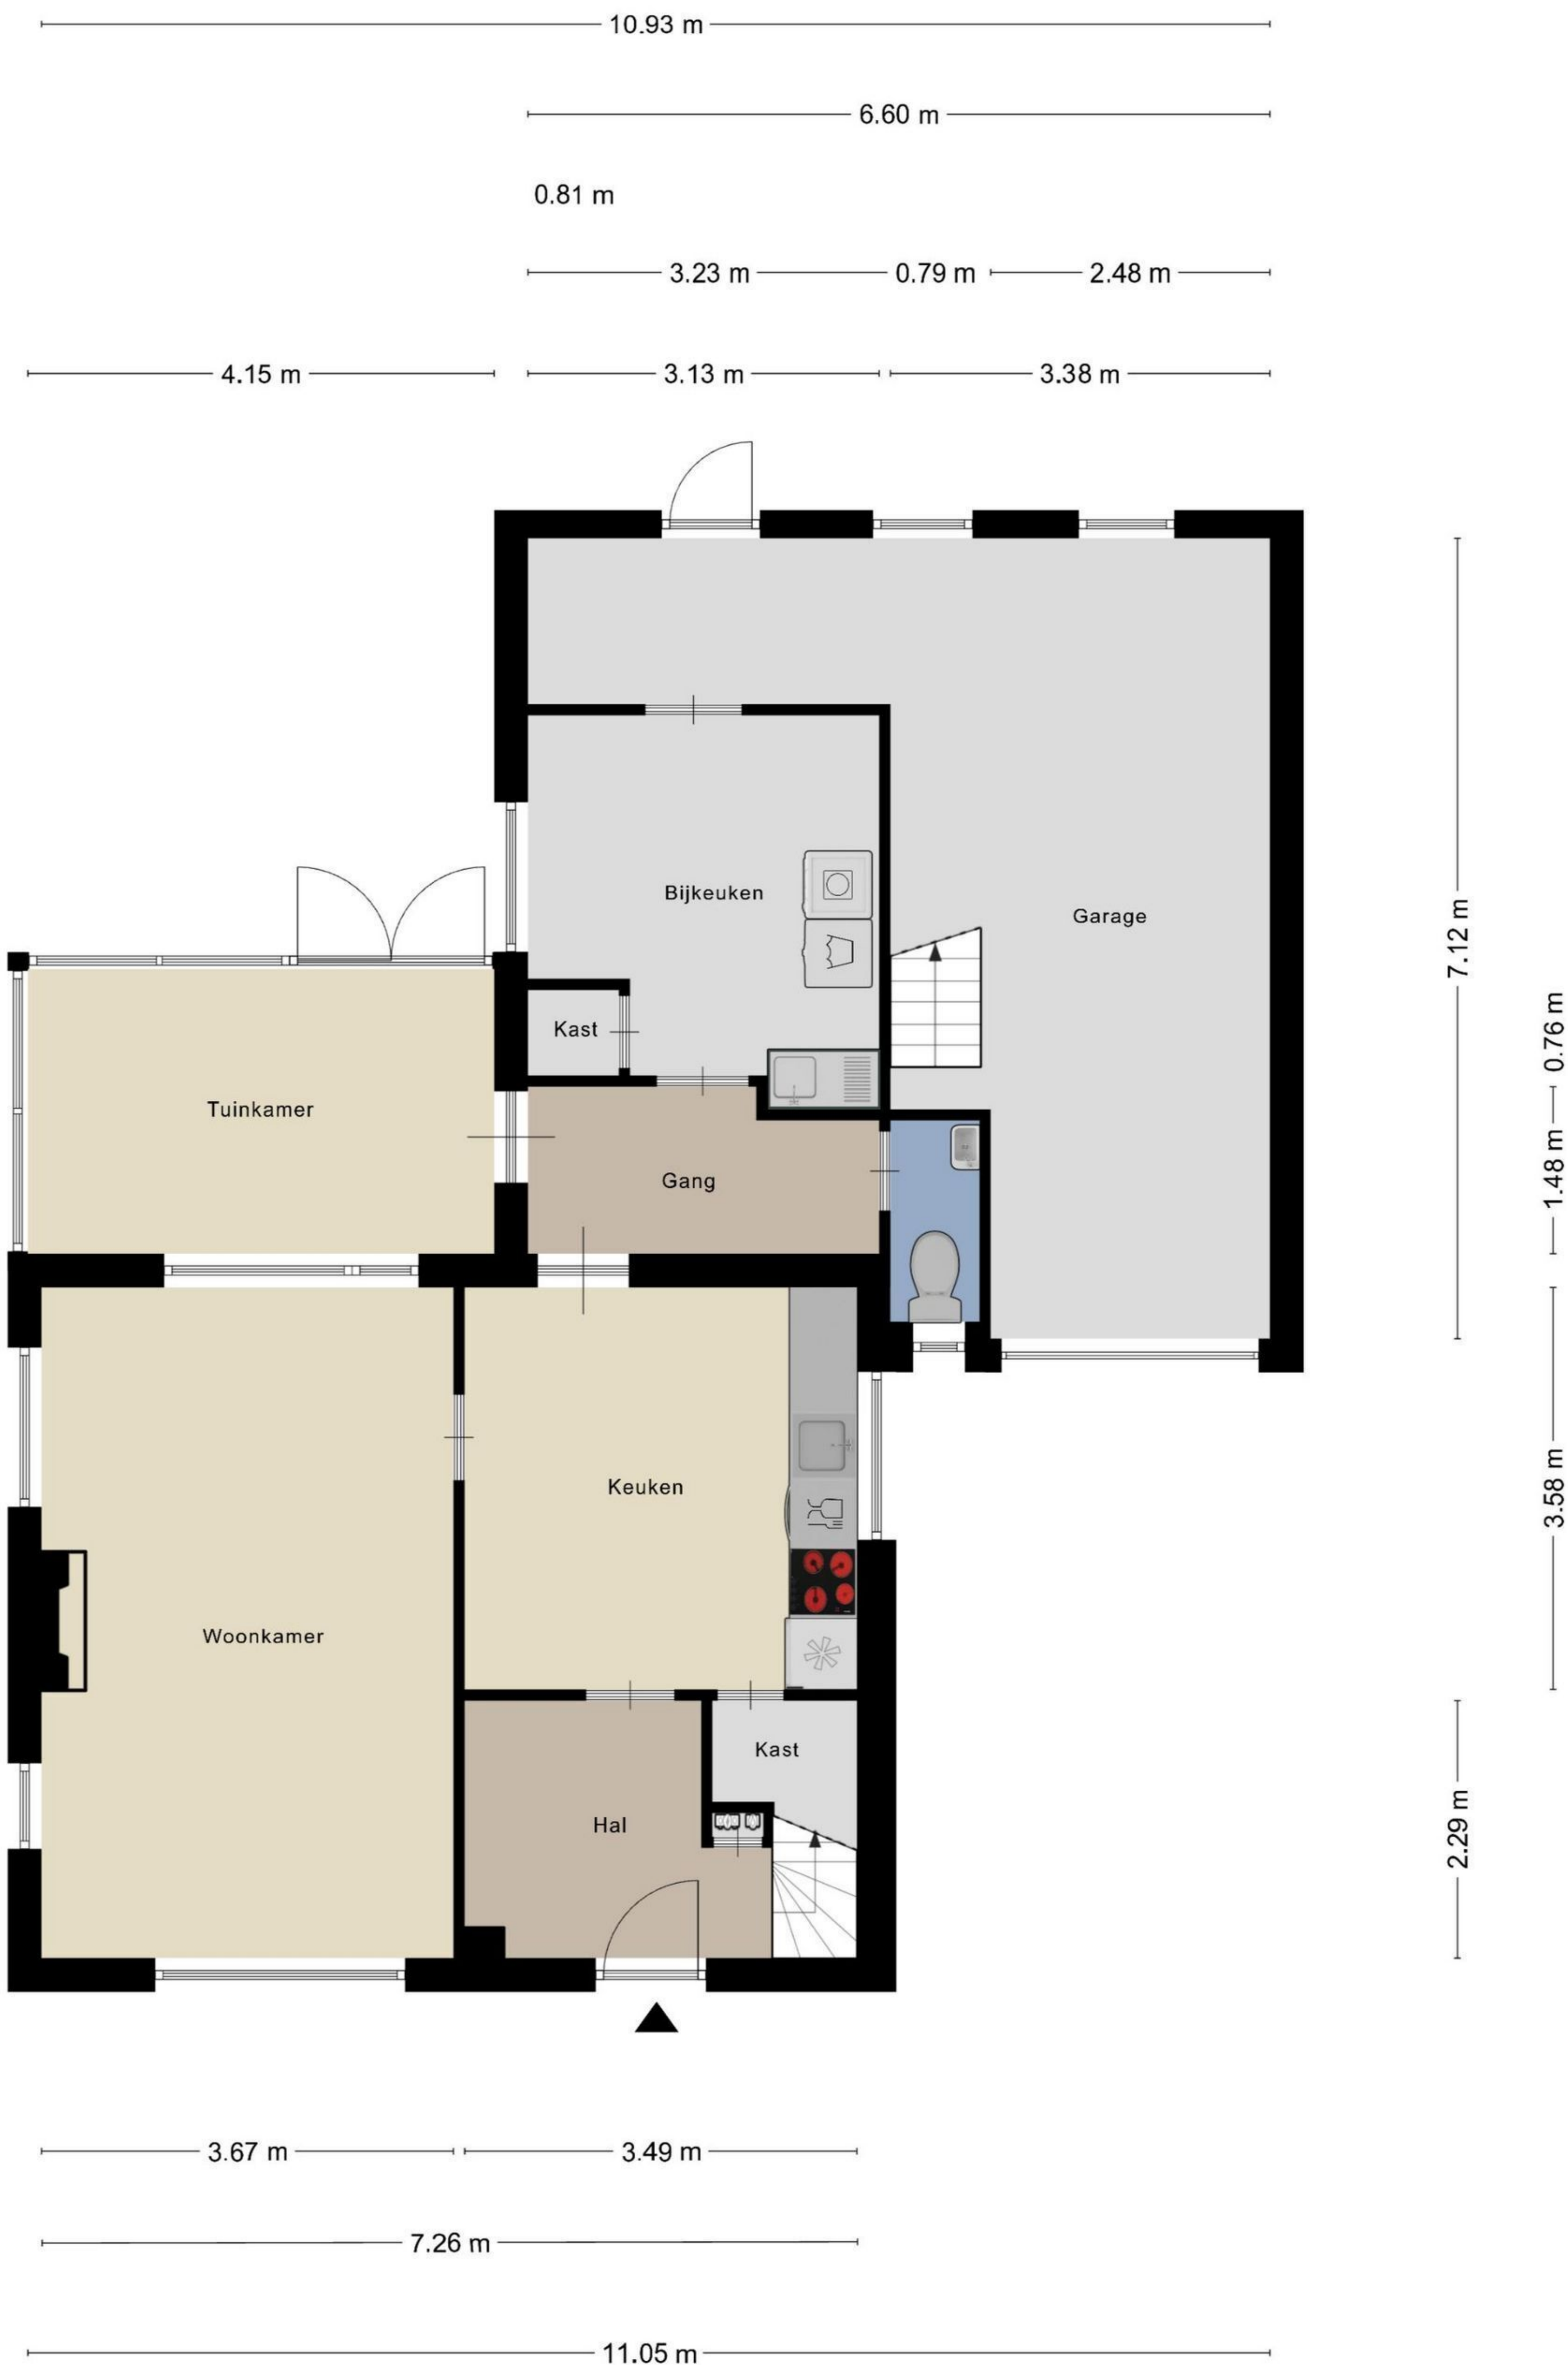 10.93 m
6.60 m
0.81 m
3.23 m 0.79 m 2.48 m
4.15 m 3.13 m 3.38 m
Bijkeuken
Garage
7.12 m
0.76 m
Kast
Tuinkamer
1.48 m
Gang
Keuken
3.58 m
Woonkamer
Kast
Hal
2.29 m
3.67 m 3.49 m
7.26 m
11.05 m